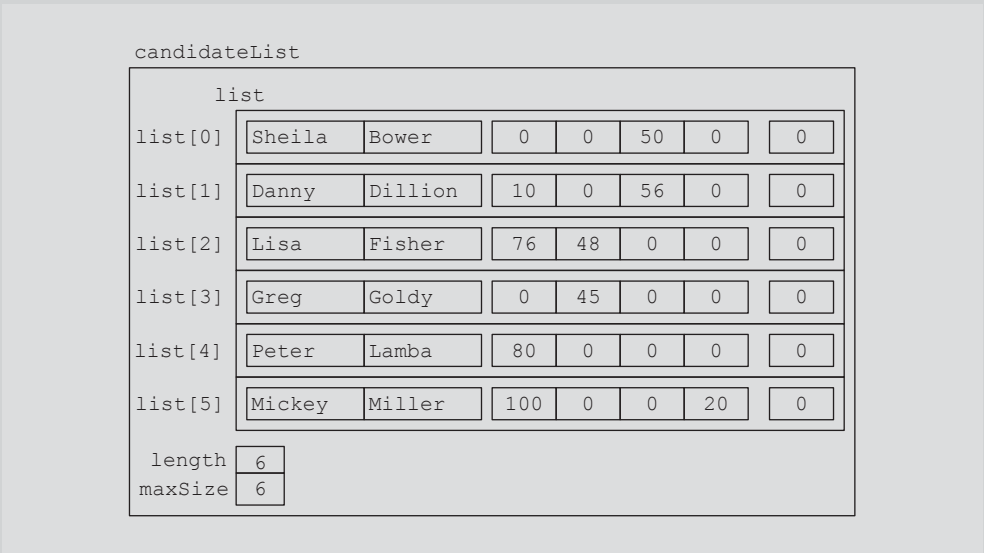 candidateList
list
list[0] Sheila Bower 0 0 50 0 0
list[1] Danny Dillion 10 0 56 0 0
list[2] Lisa Fisher 76 48 0 0 0
list[3] Greg Goldy 0 45 0 0 0
list[4] Peter Lamba 80 0 0 0 0
list[5] Mickey Miller 100 0 0 20 0
length 6
maxSize 6